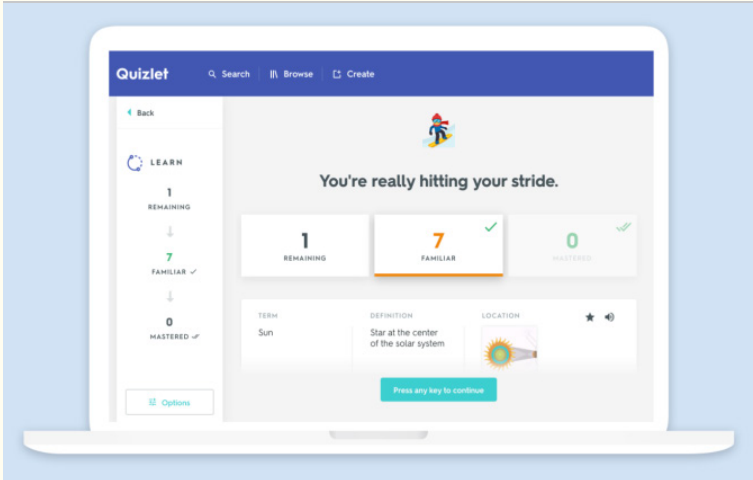 Quizlet
Search
Browse
Create
Back
LEARN
1
REMAINING
7
FAMILIAR
0
MASTERED
Options
You're really hitting your stride.
1
REMAINING
7
FAMILIAR
0
MASTERED
TERM
Sun
DEFINITION
Star at the center
of the solar system
LOCATION
Press any key to continue